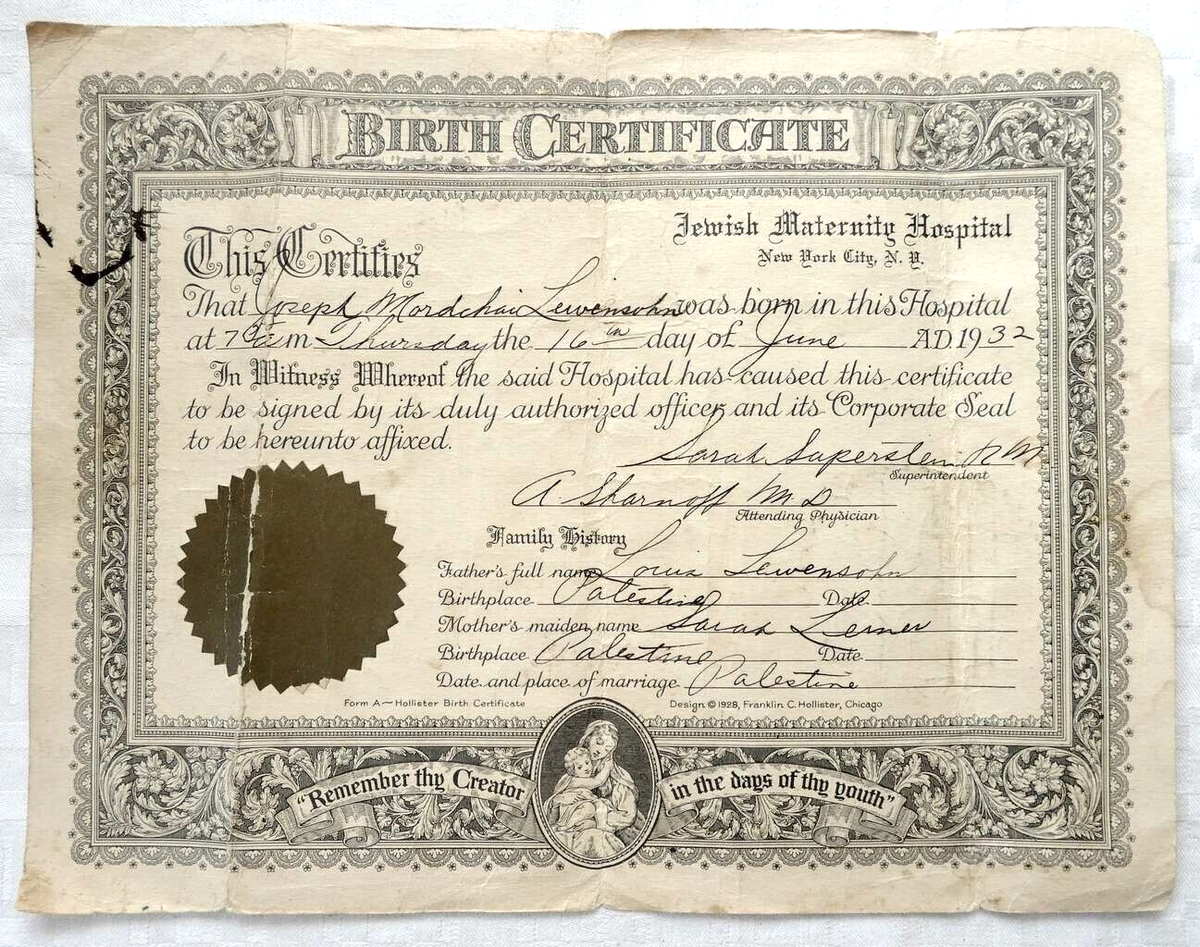 BIRTH CERTIFICATE
Jewish Maternity Hospital
New York City, N. Y.
This Certifies
That Joseph Mordchai Lewensohn was born in this Hospital
at 7 a m Thursday the 16th day of June AD 1932
In Witness Whereof the said Hospital has caused this certificate
to be signed by its duly authorized officer, and its Corporate Seal
to be hereunto affixed.
Sarah Superstein R N
Superintendent
A Sharnoff M D
Attending Physician
Family History
Father's full name Louis Lewensohn
Birthplace Palestine Date
Mother's maiden name Sarah Lerner
Birthplace Palestine Date
Date and place of marriage Palestine
Form A—Hollister Birth Certificate Design © 1928, Franklin C. Hollister, Chicago
"Remember thy Creator in the days of thy youth"